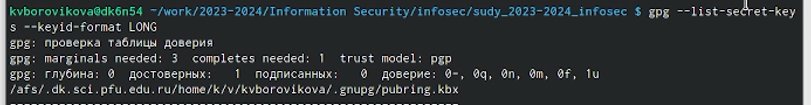 kvborovikova@dk6n54 ~/work/2023-2024/Information Security/infosec/sudy_2023-2024_infosec $ gpg --list-secret-key
s --keyid-format LONG
gpg: проверка таблицы доверия
gpg: marginals needed: 3  completes needed: 1  trust model: pgp
gpg: глубина: 0  достоверных:   1  подписанных:   0  доверие: 0-, 0q, 0n, 0m, 0f, 1u
/afs/.dk.sci.pfu.edu.ru/home/k/v/kvborovikova/.gnupg/pubring.kbx
----------------------------------------------------------------